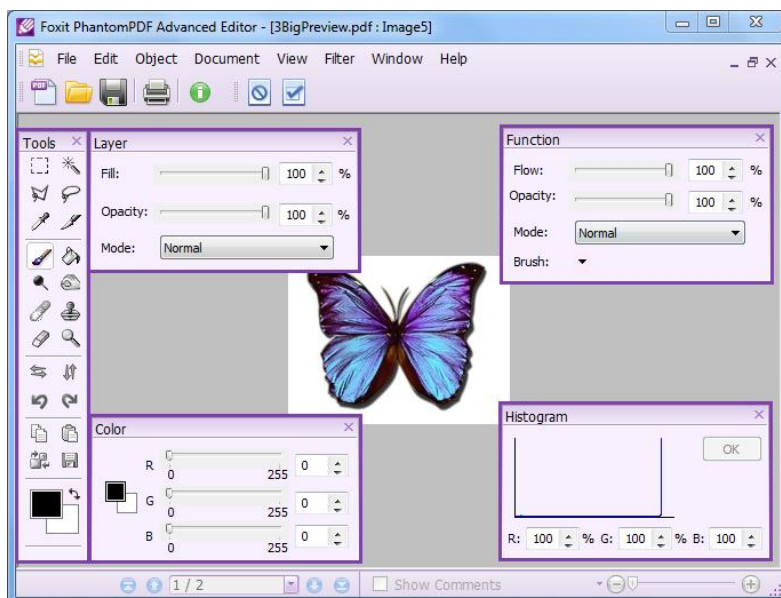 Foxit PhantomPDF Advanced Editor - [3BigPreview.pdf : Image5]
File Edit Object Document View Filter Window Help
PDF
Tools
Layer
Fill: 100 %
Opacity: 100 %
Mode: Normal
Function
Flow: 100 %
Opacity: 100 %
Mode: Normal
Brush:
Color
R 0 255 0
G 0 255 0
B 0 255 0
Histogram
OK
R: 100 % G: 100 % B: 100
1 / 2 Show Comments